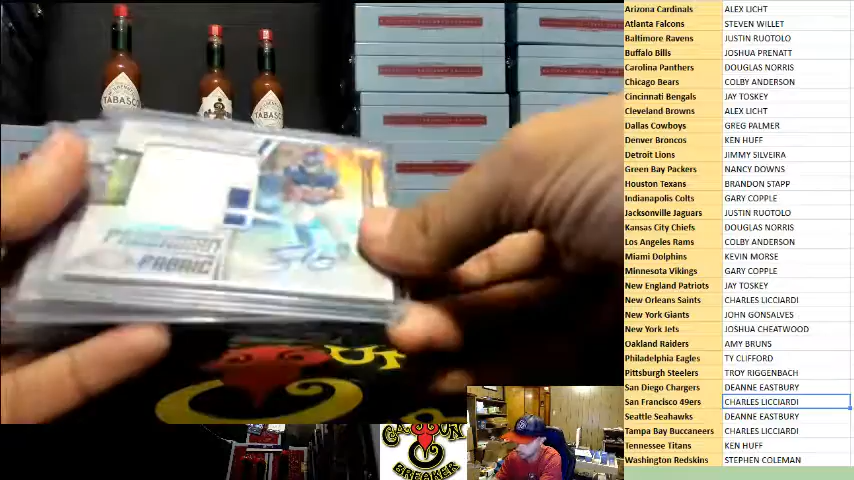 TABASCO
TABASC
FABRIC
CAJUN
BREAKER
Arizona Cardinals ALEX LICHT
Atlanta Falcons STEVEN WILLET
Baltimore Ravens JUSTIN RUOTOLO
Buffalo Bills JOSHUA PRENATT
Carolina Panthers DOUGLAS NORRIS
Chicago Bears COLBY ANDERSON
Cincinnati Bengals JAY TOSKEY
Cleveland Browns ALEX LICHT
Dallas Cowboys GREG PALMER
Denver Broncos KEN HUFF
Detroit Lions JIMMY SILVEIRA
Green Bay Packers NANCY DOWNS
Houston Texans BRANDON STAPP
Indianapolis Colts GARY COPPLE
Jacksonville Jaguars JUSTIN RUOTOLO
Kansas City Chiefs DOUGLAS NORRIS
Los Angeles Rams COLBY ANDERSON
Miami Dolphins KEVIN MORSE
Minnesota Vikings GARY COPPLE
New England Patriots JAY TOSKEY
New Orleans Saints CHARLES LICCIARDI
New York Giants JOHN GONSALVES
New York Jets JOSHUA CHEATWOOD
Oakland Raiders AMY BRUNS
Philadelphia Eagles TY CLIFFORD
Pittsburgh Steelers TROY RIGGENBACH
San Diego Chargers DEANNE EASTBURY
San Francisco 49ers CHARLES LICCIARDI
Seattle Seahawks DEANNE EASTBURY
Tampa Bay Buccaneers CHARLES LICCIARDI
Tennessee Titans KEN HUFF
Washington Redskins STEPHEN COLEMAN